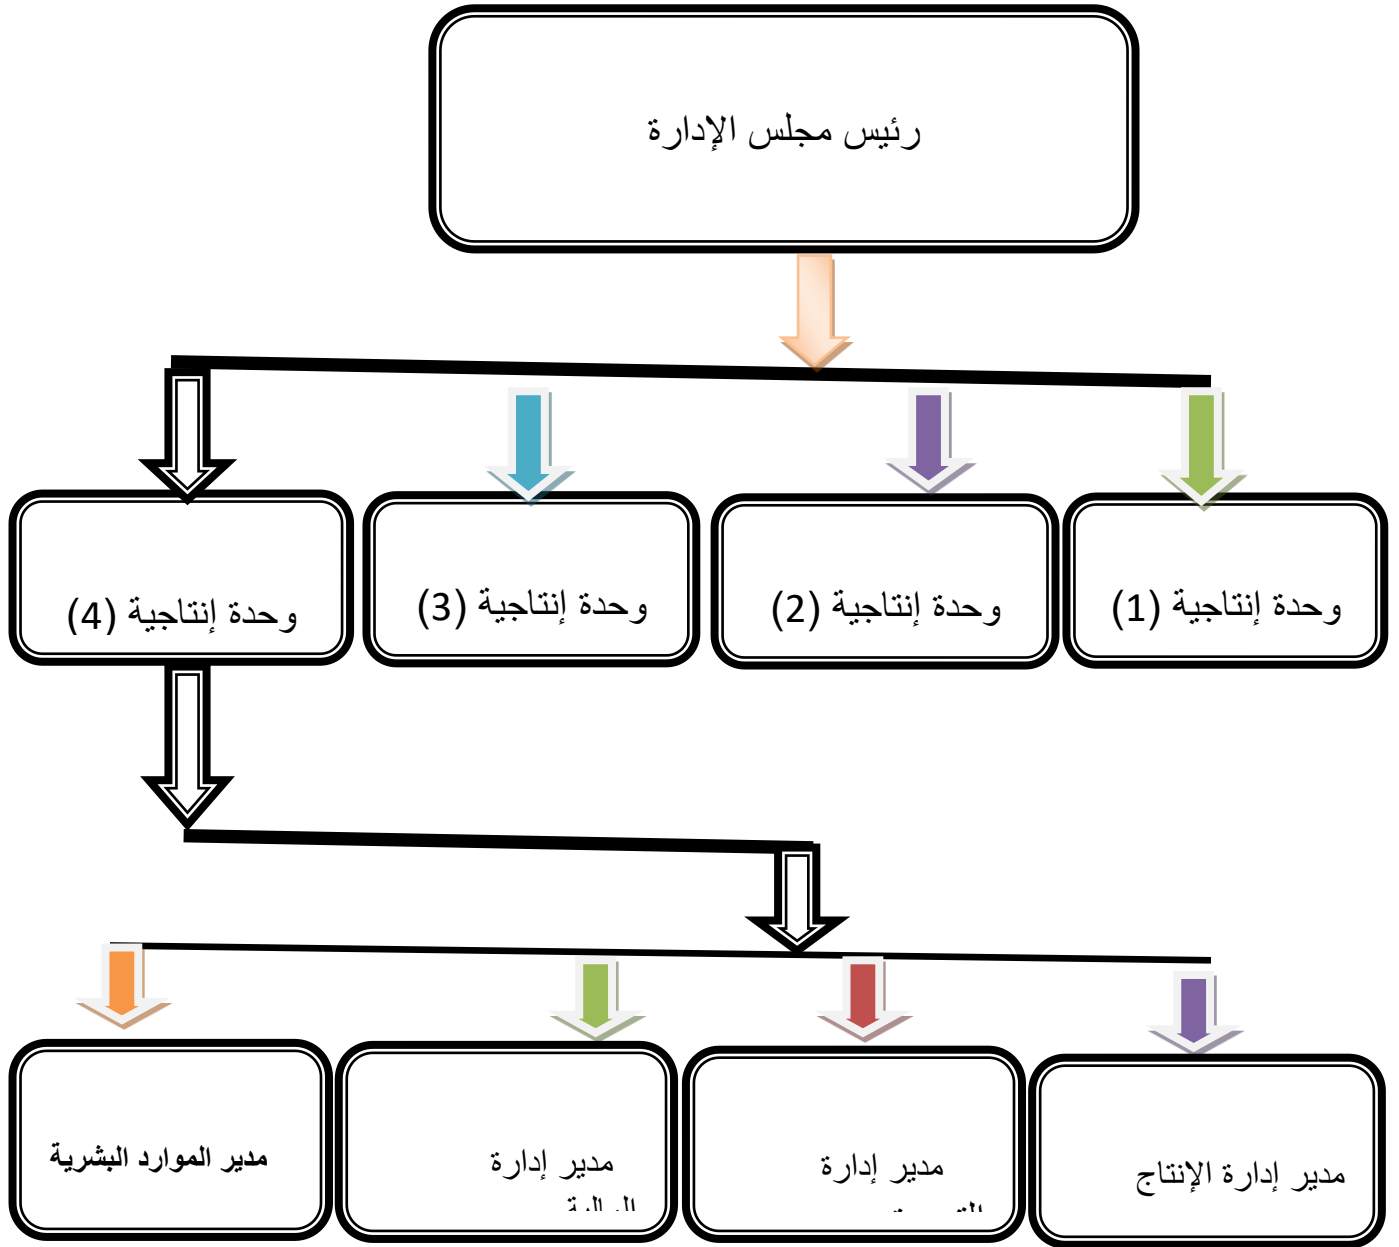 رئيس مجلس الإدارة
وحدة إنتاجية (1)
وحدة إنتاجية (2)
وحدة إنتاجية (3)
وحدة إنتاجية (4)
مدير إدارة الإنتاج
مدير إدارة
مدير إدارة
المالية
مدير الموارد البشرية